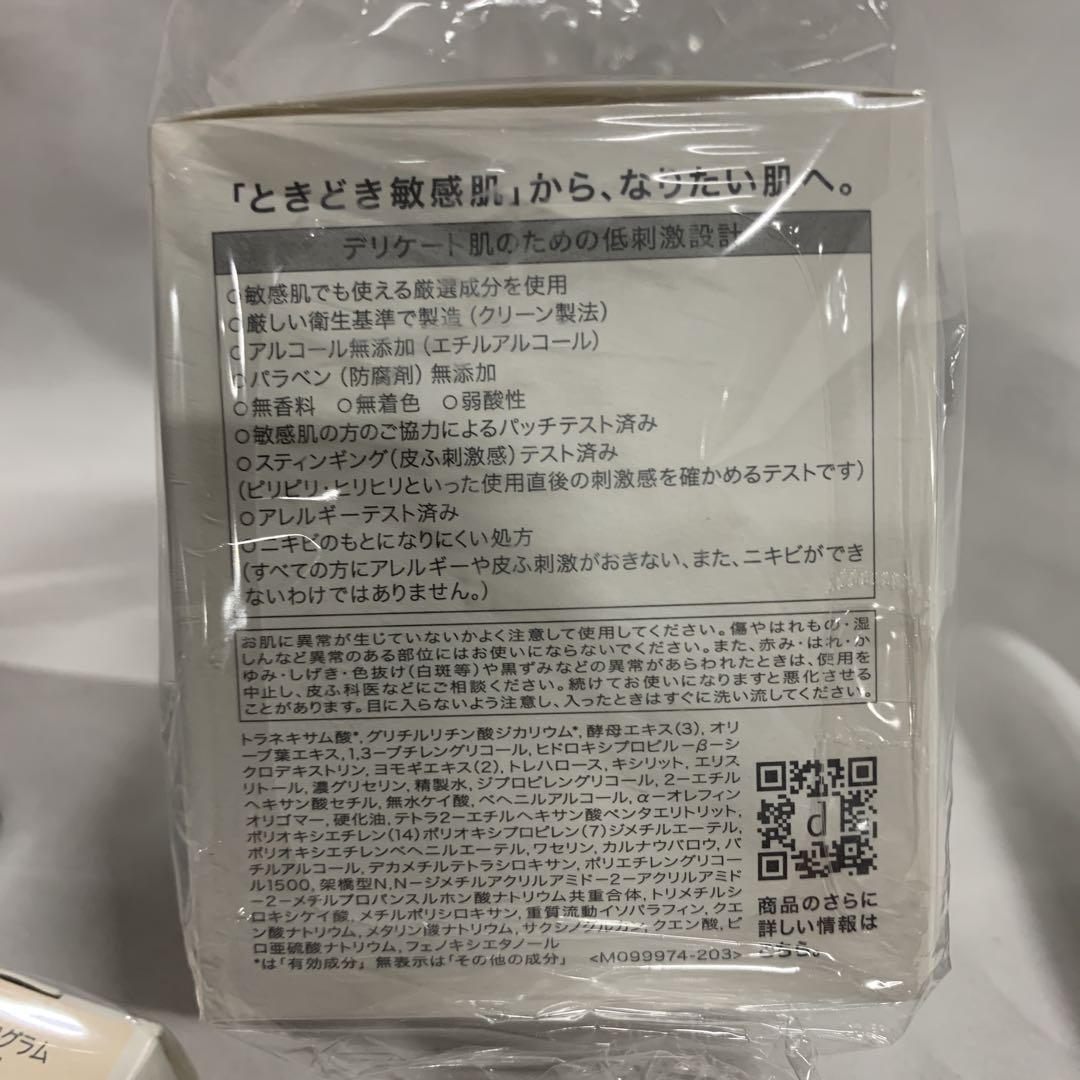 「ときどき敏感肌」から、なりたい肌へ。
デリケート肌のための低刺激設計
○敏感肌でも使える厳選成分を使用
○厳しい衛生基準で製造（クリーン製法）
○アルコール無添加（エチルアルコール）
○パラベン（防腐剤）無添加
○無香料 ○無着色 ○弱酸性
○敏感肌の方のご協力によるパッチテスト済み
○スティンギング（皮ふ刺激感）テスト済み
（ピリピリ・ヒリヒリといった使用直後の刺激感を確かめるテストです）
○アレルギーテスト済み
○ニキビのもとになりにくい処方
（すべての方にアレルギーや皮ふ刺激がおきない、また、ニキビができ
ないわけではありません。）
お肌に異常が生じていないかよく注意して使用してください。傷やはれもの・湿
しんなど異常のある部位にはお使いにならないでください。また、赤み・はれ・か
ゆみ・しげき・色抜け（白斑等）や黒ずみなどの異常があらわれたときは、使用を
中止し、皮ふ科医などにご相談ください。続けてお使いになりますと悪化させる
ことがあります。目に入らないよう注意し、入ったときはすぐに洗い流してください。
トラネキサム酸*, グリチルリチン酸ジカリウム*, 酵母エキス(3), オリ
ーブ葉エキス, 1,3ーブチレングリコール, ヒドロキシプロピルーβーシ
クロデキストリン, ヨモギエキス(2), トレハロース, キシリット, エリス
リトール, 濃グリセリン, 精製水, ジプロピレングリコール, 2ーエチル
ヘキサン酸セチル, 無水ケイ酸, ベヘニルアルコール, αーオレフィン
オリゴマー, 硬化油, テトラ2ーエチルヘキサン酸ペンタエリトリット,
ポリオキシエチレン(14)ポリオキシプロピレン(7)ジメチルエーテル,
ポリオキシエチレンベヘニルエーテル, ワセリン, カルナウバロウ, バ
チルアルコール, デカメチルテトラシロキサン, ポリエチレングリコー
ル1500, 架橋型N,Nージメチルアクリルアミドー2ーアクリルアミド
ー2ーメチルプロパンスルホン酸ナトリウム共重合体, トリメチルシ
ロキシケイ酸, メチルポリシロキサン, 重質流動イソパラフィン, クエ
ン酸ナトリウム, メタリン酸ナトリウム, サクシノグルカン, クエン酸, ピ
ロ亜硫酸ナトリウム, フェノキシエタノール
*は「有効成分」無表示は「その他の成分」 <M099974-203>
d
商品のさらに
詳しい情報は
こちら。
グラム